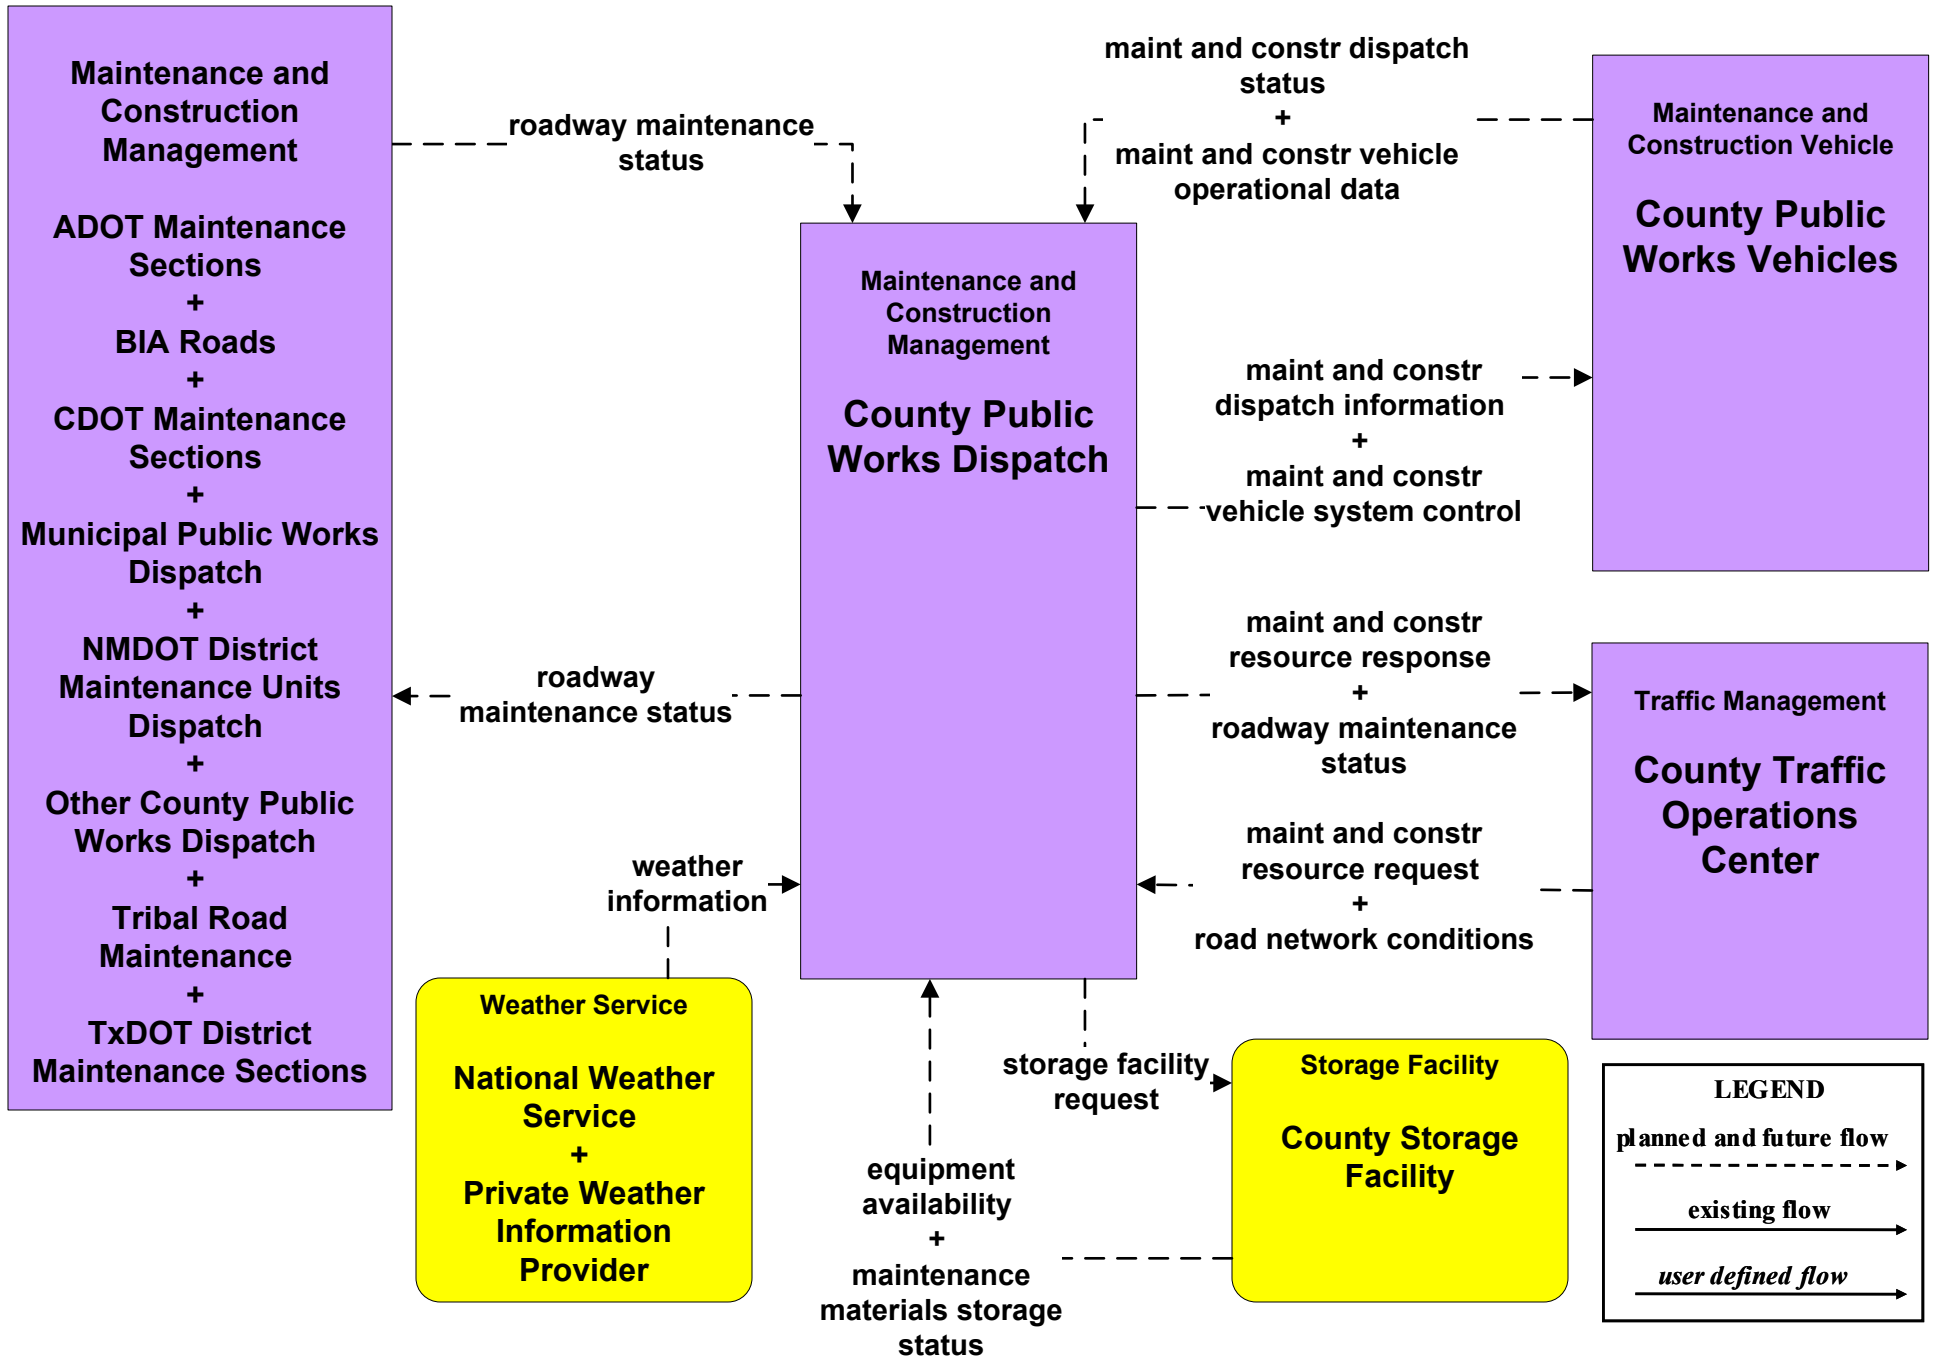 Maintenance and
Construction
Management
ADOT Maintenance
Sections
+
BIA Roads
+
CDOT Maintenance
Sections
+
Municipal Public Works
Dispatch
+
NMDOT District
Maintenance Units
Dispatch
+
Other County Public
Works Dispatch
+
Tribal Road
Maintenance
+
TxDOT District
Maintenance Sections
roadway maintenance
status
roadway
maintenance status
weather
information
Weather Service
National Weather
Service
+
Private Weather
Information
Provider
Maintenance and
Construction
Management
County Public
Works Dispatch
maint and constr dispatch
status
+
maint and constr vehicle
operational data
maint and constr
dispatch information
+
maint and constr
vehicle system control
maint and constr
resource response
+
roadway maintenance
status
maint and constr
resource request
+
road network conditions
storage facility
request
equipment
availability
+
maintenance
materials storage
status
Maintenance and
Construction Vehicle
County Public
Works Vehicles
Traffic Management
County Traffic
Operations
Center
Storage Facility
County Storage
Facility
LEGEND
planned and future flow
existing flow
user defined flow